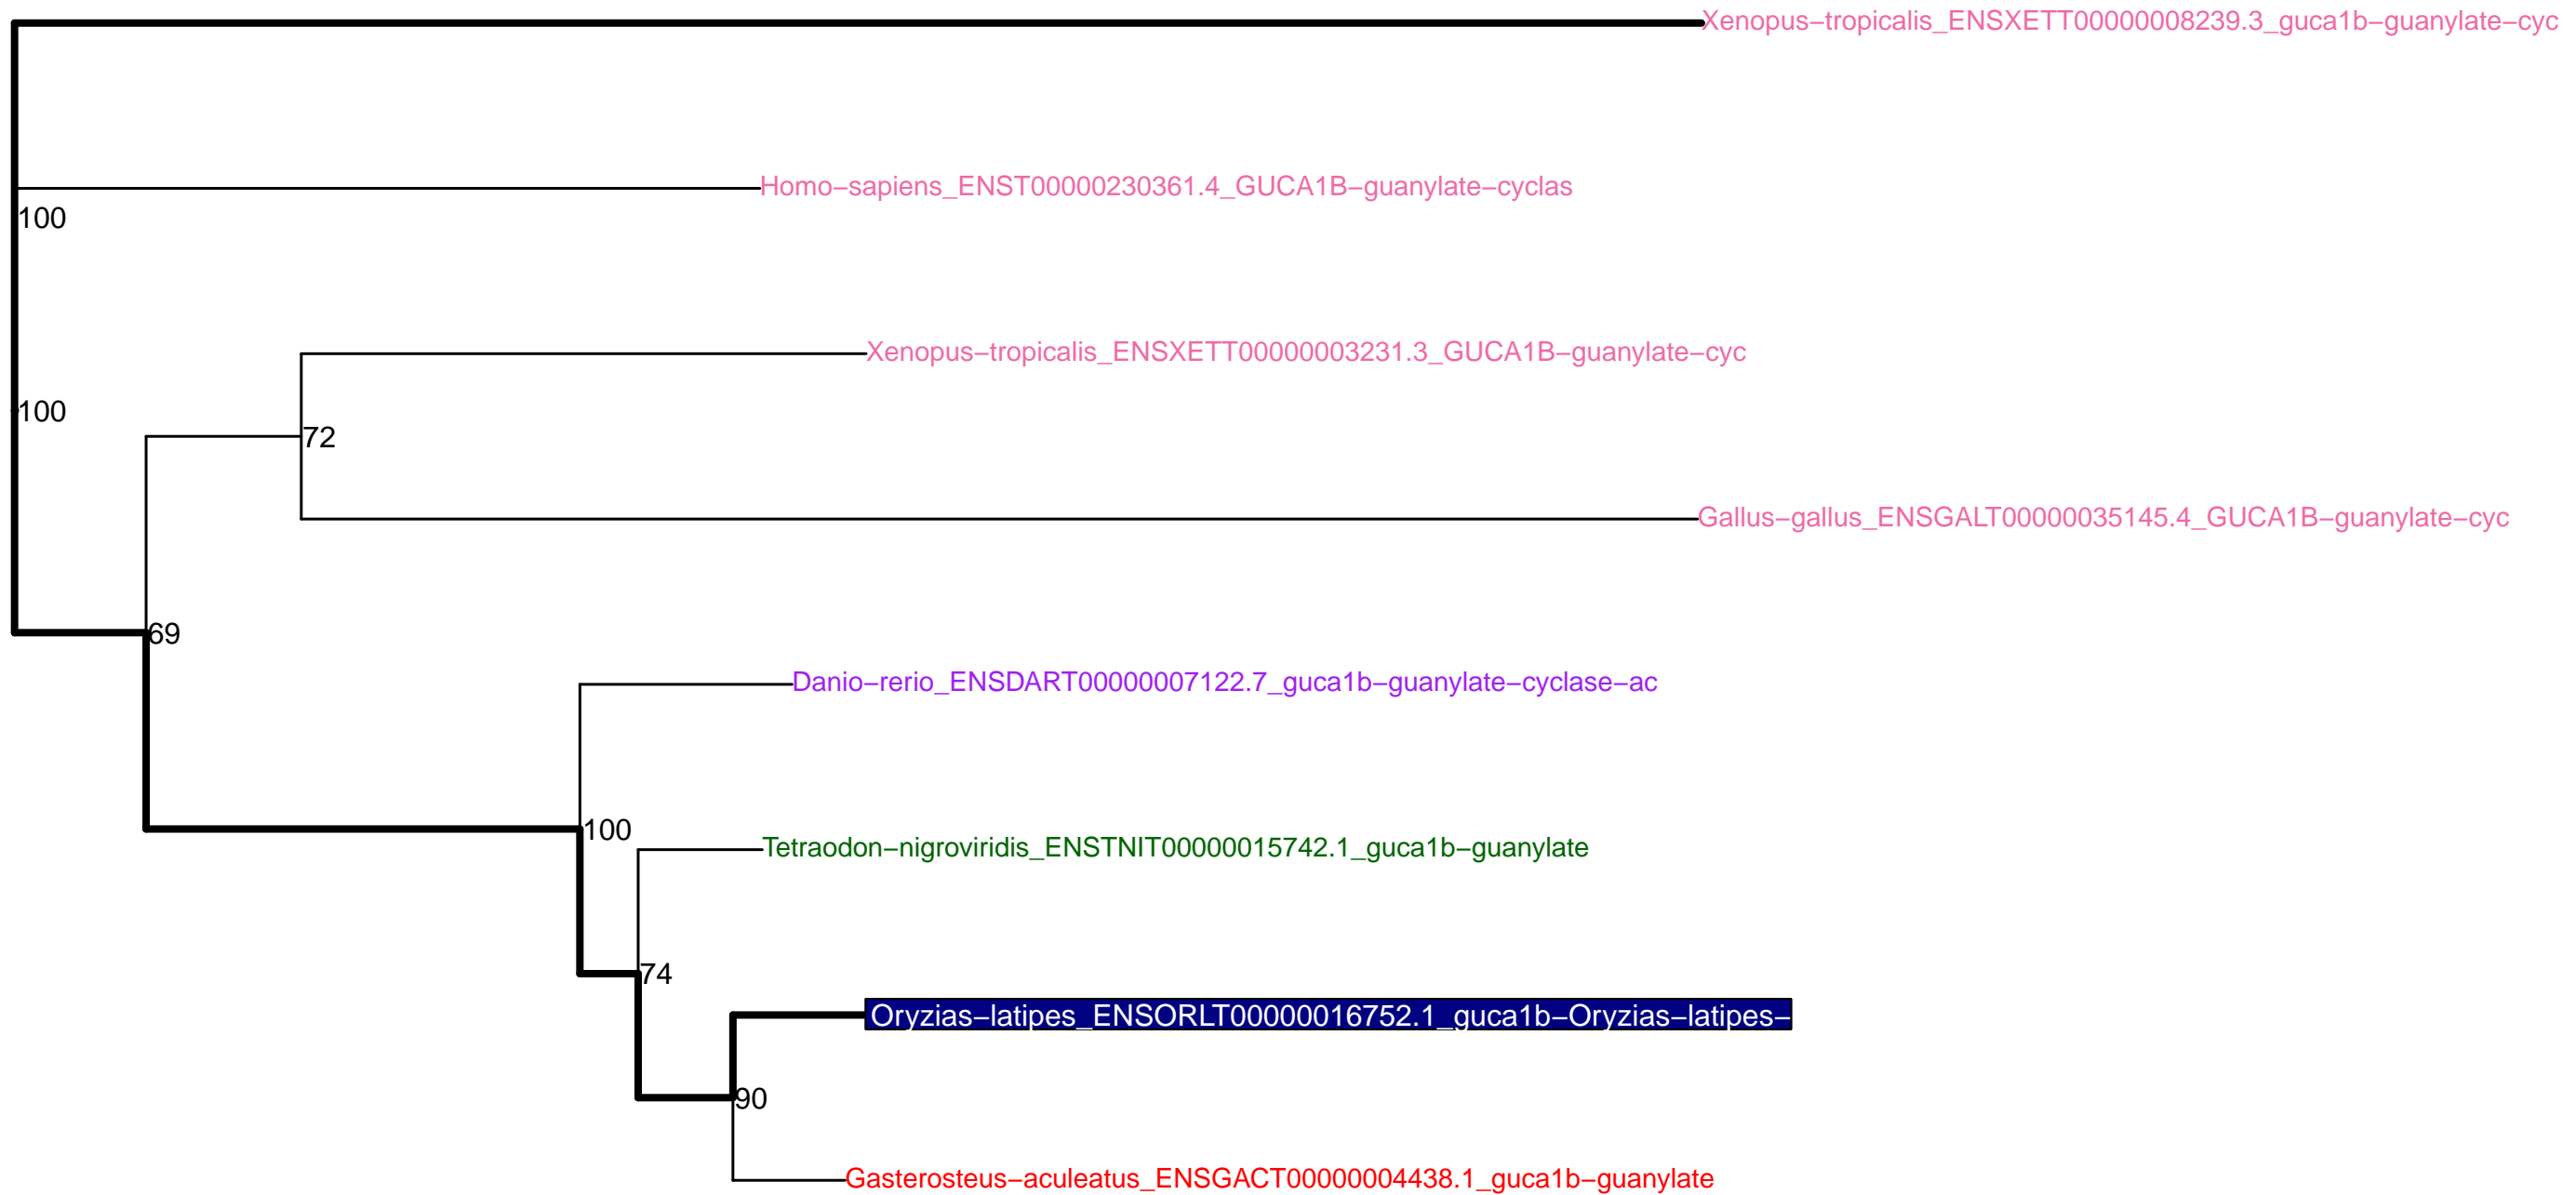 Xenopus−tropicalis_ENSXETT00000008239.3_guca1b−guanylate−cyc
Homo−sapiens_ENST00000230361.4_GUCA1B−guanylate−cyclas
100
Xenopus−tropicalis_ENSXETT00000003231.3_GUCA1B−guanylate−cyc
100
72
Gallus−gallus_ENSGALT00000035145.4_GUCA1B−guanylate−cyc
69
Danio−rerio_ENSDART00000007122.7_guca1b−guanylate−cyclase−ac
100
Tetraodon−nigroviridis_ENSTNIT00000015742.1_guca1b−guanylate
74
Oryzias−latipes_ENSORLT00000016752.1_guca1b−Oryzias−latipes−
90
Gasterosteus−aculeatus_ENSGACT00000004438.1_guca1b−guanylate